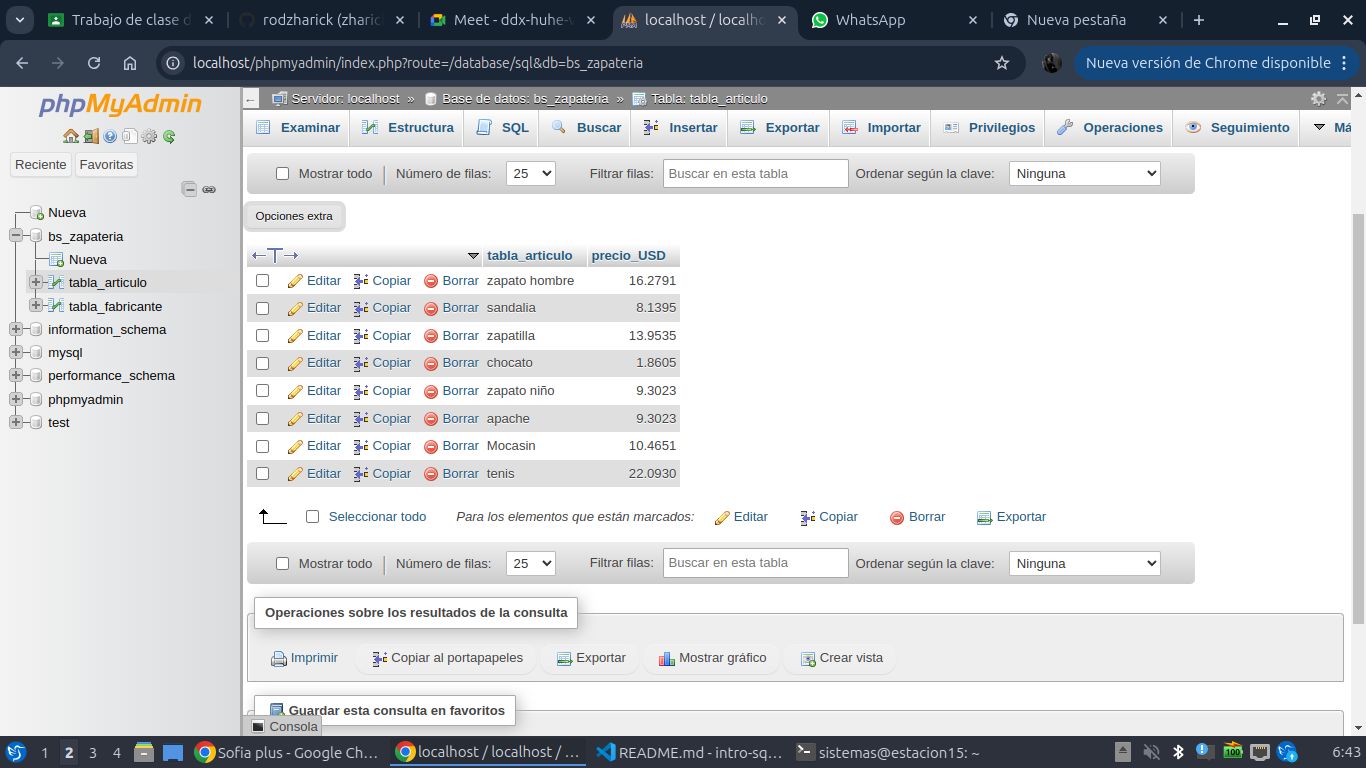 Trabajo de clase d
rodzharick (zharic
Meet - ddx-huhe-
localhost / localho
WhatsApp
Nueva pestaña
localhost/phpmyadmin/index.php?route=/database/sql&db=bs_zapateria
Nueva versión de Chrome disponible
phpMyAdmin
Reciente Favoritas
Nueva
bs_zapateria
Nueva
tabla_articulo
tabla_fabricante
information_schema
mysql
performance_schema
phpmyadmin
test
Servidor: localhost » Base de datos: bs_zapateria » Tabla: tabla_articulo
Examinar Estructura SQL Buscar Insertar Exportar Importar Privilegios Operaciones Seguimiento Má
Mostrar todo Número de filas: 25 Filtrar filas: Buscar en esta tabla Ordenar según la clave: Ninguna
Opciones extra
tabla_articulo precio_USD
Editar Copiar Borrar zapato hombre 16.2791
Editar Copiar Borrar sandalia 8.1395
Editar Copiar Borrar zapatilla 13.9535
Editar Copiar Borrar chocato 1.8605
Editar Copiar Borrar zapato niño 9.3023
Editar Copiar Borrar apache 9.3023
Editar Copiar Borrar Mocasin 10.4651
Editar Copiar Borrar tenis 22.0930
Seleccionar todo Para los elementos que están marcados: Editar Copiar Borrar Exportar
Mostrar todo Número de filas: 25 Filtrar filas: Buscar en esta tabla Ordenar según la clave: Ninguna
Operaciones sobre los resultados de la consulta
Imprimir Copiar al portapapeles Exportar Mostrar gráfico Crear vista
Guardar esta consulta en favoritos
Consola
1 2 3 4 Sofia plus - Google Ch... localhost / localhost / ... README.md - intro-sq... sistemas@estacion15: ~ 100 6:43